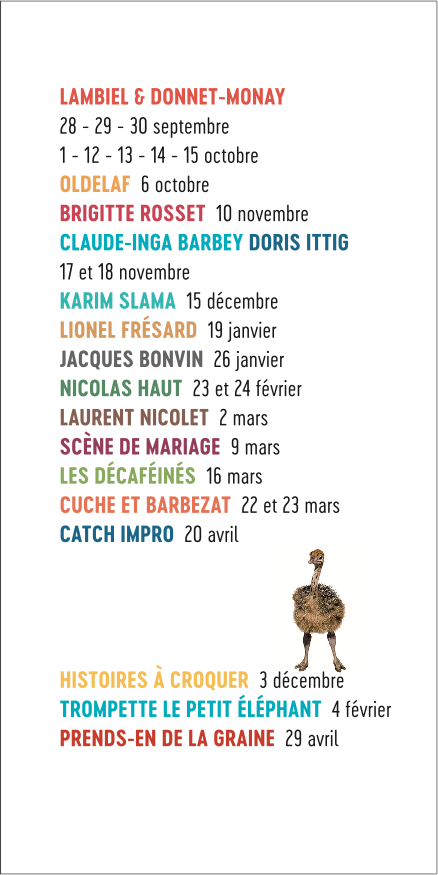 LAMBIEL & DONNET-MONAY
28 - 29 - 30 septembre
1 - 12 - 13 - 14 - 15 octobre
OLDELAF 6 octobre
BRIGITTE ROSSET 10 novembre
CLAUDE-INGA BARBEY DORIS ITTIG
17 et 18 novembre
KARIM SLAMA 15 décembre
LIONEL FRÉSARD 19 janvier
JACQUES BONVIN 26 janvier
NICOLAS HAUT 23 et 24 février
LAURENT NICOLET 2 mars
SCÈNE DE MARIAGE 9 mars
LES DÉCAFÉINÉS 16 mars
CUCHE ET BARBEZAT 22 et 23 mars
CATCH IMPRO 20 avril
HISTOIRES À CROQUER 3 décembre
TROMPETTE LE PETIT ÉLÉPHANT 4 février
PRENDS-EN DE LA GRAINE 29 avril